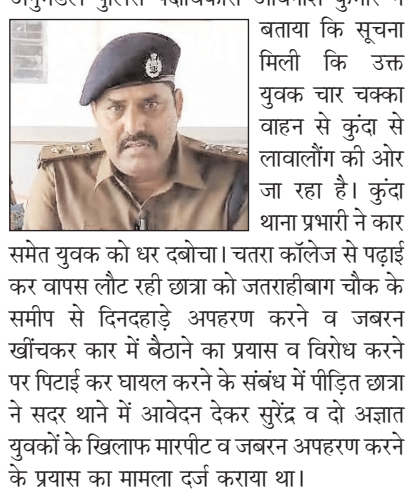 बताया कि सूचना
मिली कि उक्त
युवक चार चक्का
वाहन से कुंदा से
लावालौंग की ओर
जा रहा है। कुंदा
थाना प्रभारी ने कार
समेत युवक को धर दबोचा। चतरा कॉलेज से पढ़ाई
कर वापस लौट रही छात्रा को जतराहीबाग चौक के
समीप से दिनदहाड़े अपहरण करने व जबरन
खींचकर कार में बैठाने का प्रयास व विरोध करने
पर पिटाई कर घायल करने के संबंध में पीड़ित छात्रा
ने सदर थाने में आवेदन देकर सुरेंद्र व दो अज्ञात
युवकों के खिलाफ मारपीट व जबरन अपहरण करने
के प्रयास का मामला दर्ज कराया था।